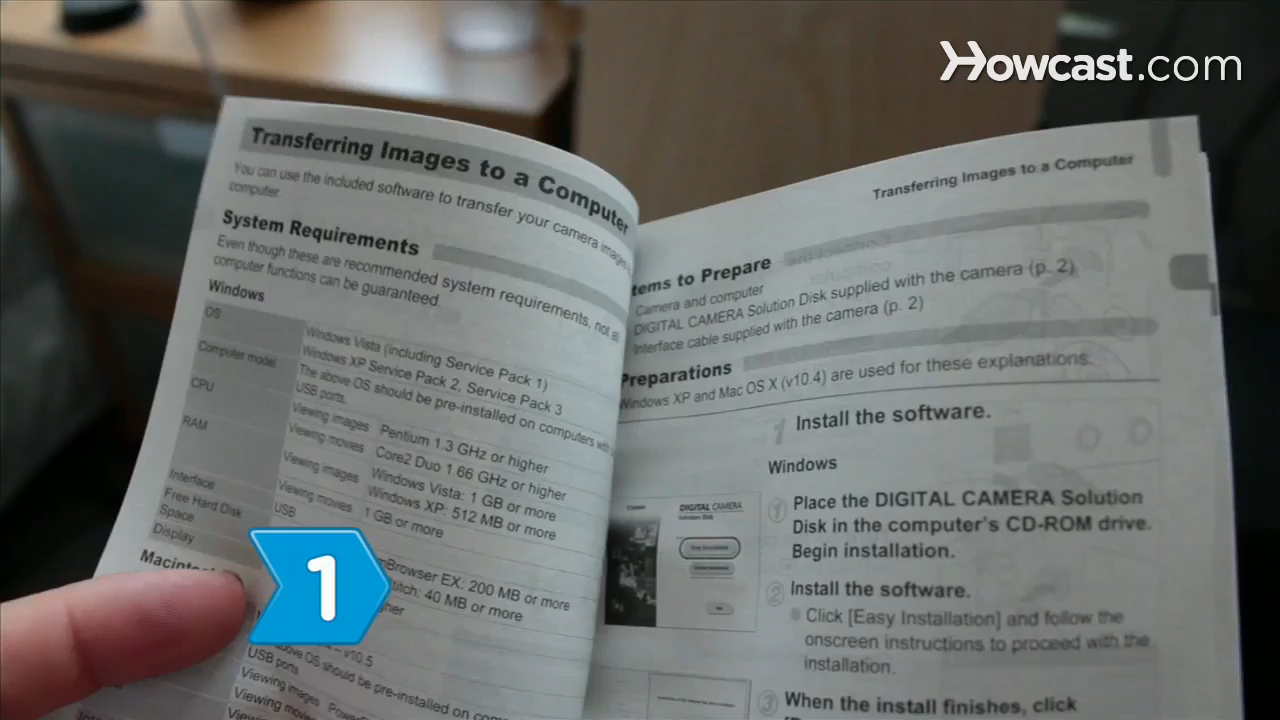 Howcast.com
Transferring Images to a Computer
You can use the included software to transfer your camera images
computer.
System Requirements
Even though these are recommended system requirements, not all
computer functions can be guaranteed.
Windows
OS
Windows Vista (including Service Pack 1)
Windows XP Service Pack 2, Service Pack 3
Computer model
The above OS should be pre-installed on computers with
USB ports.
CPU
Viewing images Pentium 1.3 GHz or higher
Viewing movies Core2 Duo 1.66 GHz or higher
RAM
Viewing images Windows Vista: 1 GB or more
Windows XP: 512 MB or more
Viewing movies 1 GB or more
Interface
USB
Free Hard Disk
Space
Browser EX: 200 MB or more
40 MB or more
Display
1
v10.5
OS should be pre-installed on
USB ports
Viewing images
Viewing
Transferring Images to a Computer
to Prepare
Camera and computer
DIGITAL CAMERA Solution Disk supplied with the camera (p. 2)
Interface cable supplied with the camera (p. 2)
Preparations
Windows XP and Mac OS X (v10.4) are used for these explanations.
1 Install the software.
Windows
DIGITAL CAMERA
① Place the DIGITAL CAMERA Solution
Disk in the computer's CD-ROM drive.
Begin installation.
② Install the software.
Click [Easy Installation] and follow the
onscreen instructions to proceed with the
installation.
③ When the install finishes, click